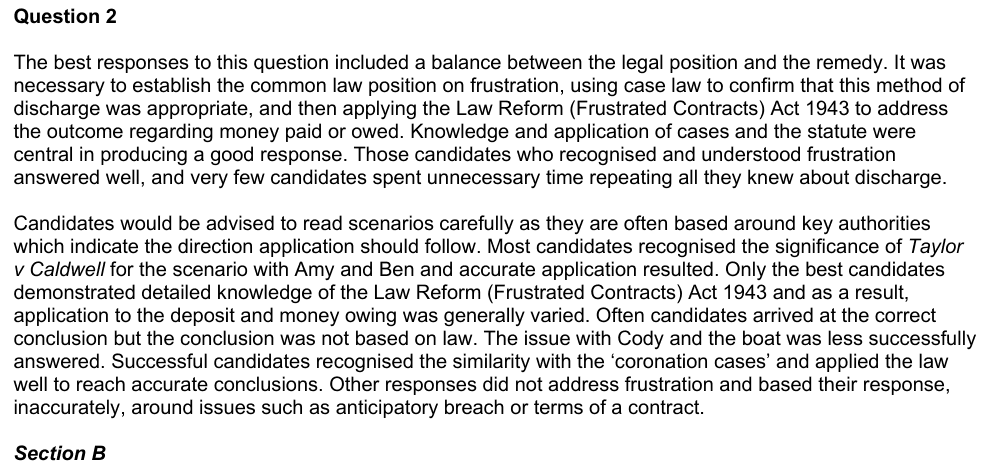 Question 2
The best responses to this question included a balance between the legal position and the remedy. It was
necessary to establish the common law position on frustration, using case law to confirm that this method of
discharge was appropriate, and then applying the Law Reform (Frustrated Contracts) Act 1943 to address
the outcome regarding money paid or owed. Knowledge and application of cases and the statute were
central in producing a good response. Those candidates who recognised and understood frustration
answered well, and very few candidates spent unnecessary time repeating all they knew about discharge.
Candidates would be advised to read scenarios carefully as they are often based around key authorities
which indicate the direction application should follow. Most candidates recognised the significance of Taylor
v Caldwell for the scenario with Amy and Ben and accurate application resulted. Only the best candidates
demonstrated detailed knowledge of the Law Reform (Frustrated Contracts) Act 1943 and as a result,
application to the deposit and money owing was generally varied. Often candidates arrived at the correct
conclusion but the conclusion was not based on law. The issue with Cody and the boat was less successfully
answered. Successful candidates recognised the similarity with the ‘coronation cases’ and applied the law
well to reach accurate conclusions. Other responses did not address frustration and based their response,
inaccurately, around issues such as anticipatory breach or terms of a contract.
Section B